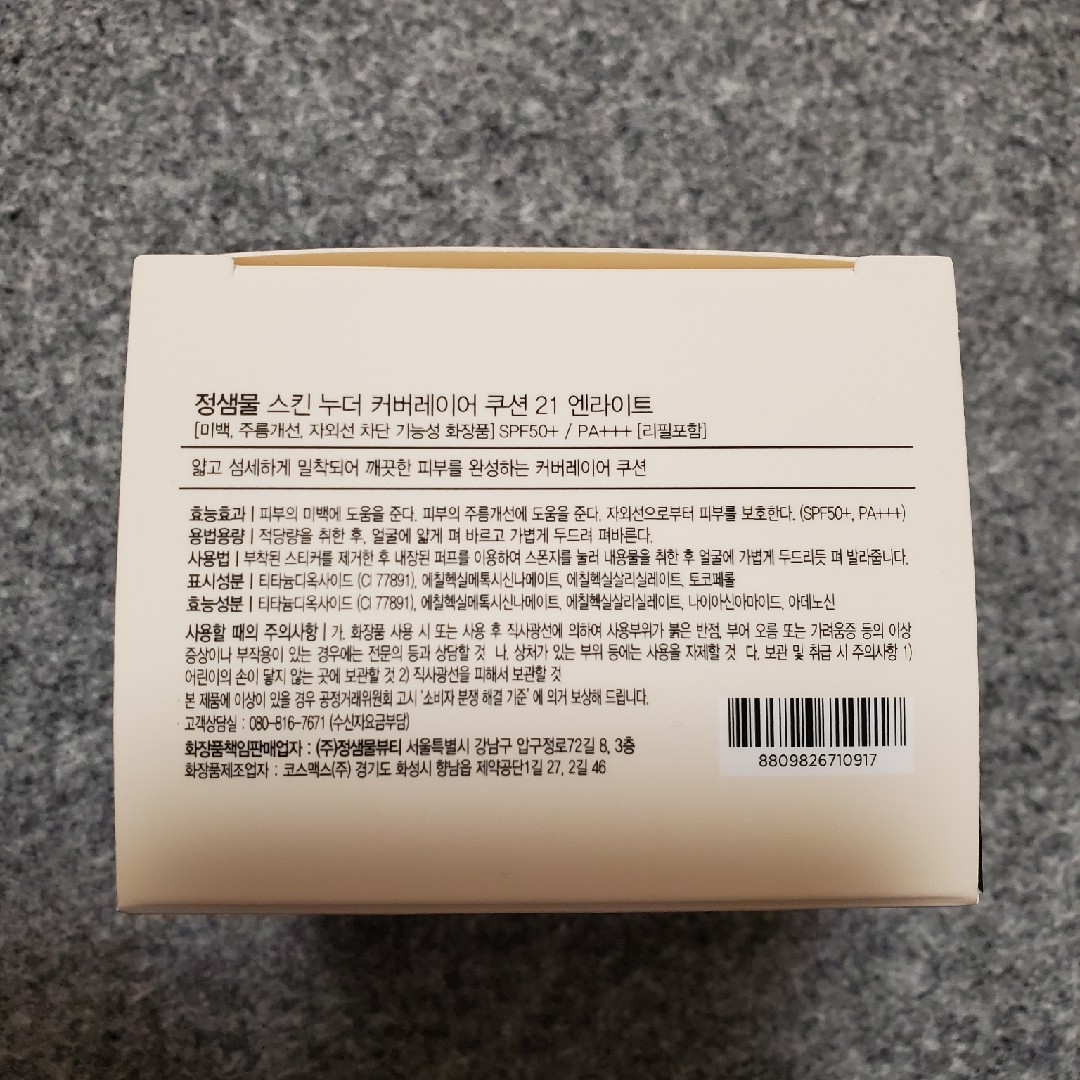 정샘물 스킨 누더 커버레이어 쿠션 21 엔라이트
[미백, 주름개선, 자외선 차단 기능성 화장품] SPF50+ / PA+++ [리필포함]
얇고 섬세하게 밀착되어 깨끗한 피부를 완성하는 커버레이어 쿠션
효능효과 | 피부의 미백에 도움을 준다. 피부의 주름개선에 도움을 준다. 자외선으로부터 피부를 보호한다. (SPF50+, PA+++)
용법용량 | 적당량을 취한 후, 얼굴에 얇게 펴 바르고 가볍게 두드려 펴바른다.
사용법 | 부착된 스티커를 제거한 후 내장된 퍼프를 이용하여 스폰지를 눌러 내용물을 취한 후 얼굴에 가볍게 두드리듯 펴 발라줍니다.
표시성분 | 티타늄디옥사이드 (CI 77891), 에칠헥실메톡시신나메이트, 에칠헥실살리실레이트, 토코페롤
효능성분 | 티타늄디옥사이드 (CI 77891), 에칠헥실메톡시신나메이트, 에칠헥실살리실레이트, 나이아신아마이드, 아데노신
사용할 때의 주의사항 | 가. 화장품 사용 시 또는 사용 후 직사광선에 의하여 사용부위가 붉은 반점, 부어 오름 또는 가려움증 등의 이상
증상이나 부작용이 있는 경우에는 전문의 등과 상담할 것 나. 상처가 있는 부위 등에는 사용을 자제할 것 다. 보관 및 취급 시 주의사항 1)
어린이의 손이 닿지 않는 곳에 보관할 것 2) 직사광선을 피해서 보관할 것
본 제품에 이상이 있을 경우 공정거래위원회 고시 '소비자 분쟁 해결 기준' 에 의거 보상해 드립니다.
고객상담실 : 080-816-7671 (수신자요금부담)
화장품책임판매업자 : (주)정샘물뷰티 서울특별시 강남구 압구정로72길 8, 3층
화장품제조업자 : 코스맥스(주) 경기도 화성시 향남읍 제약공단1길 27, 2길 46
8809826710917